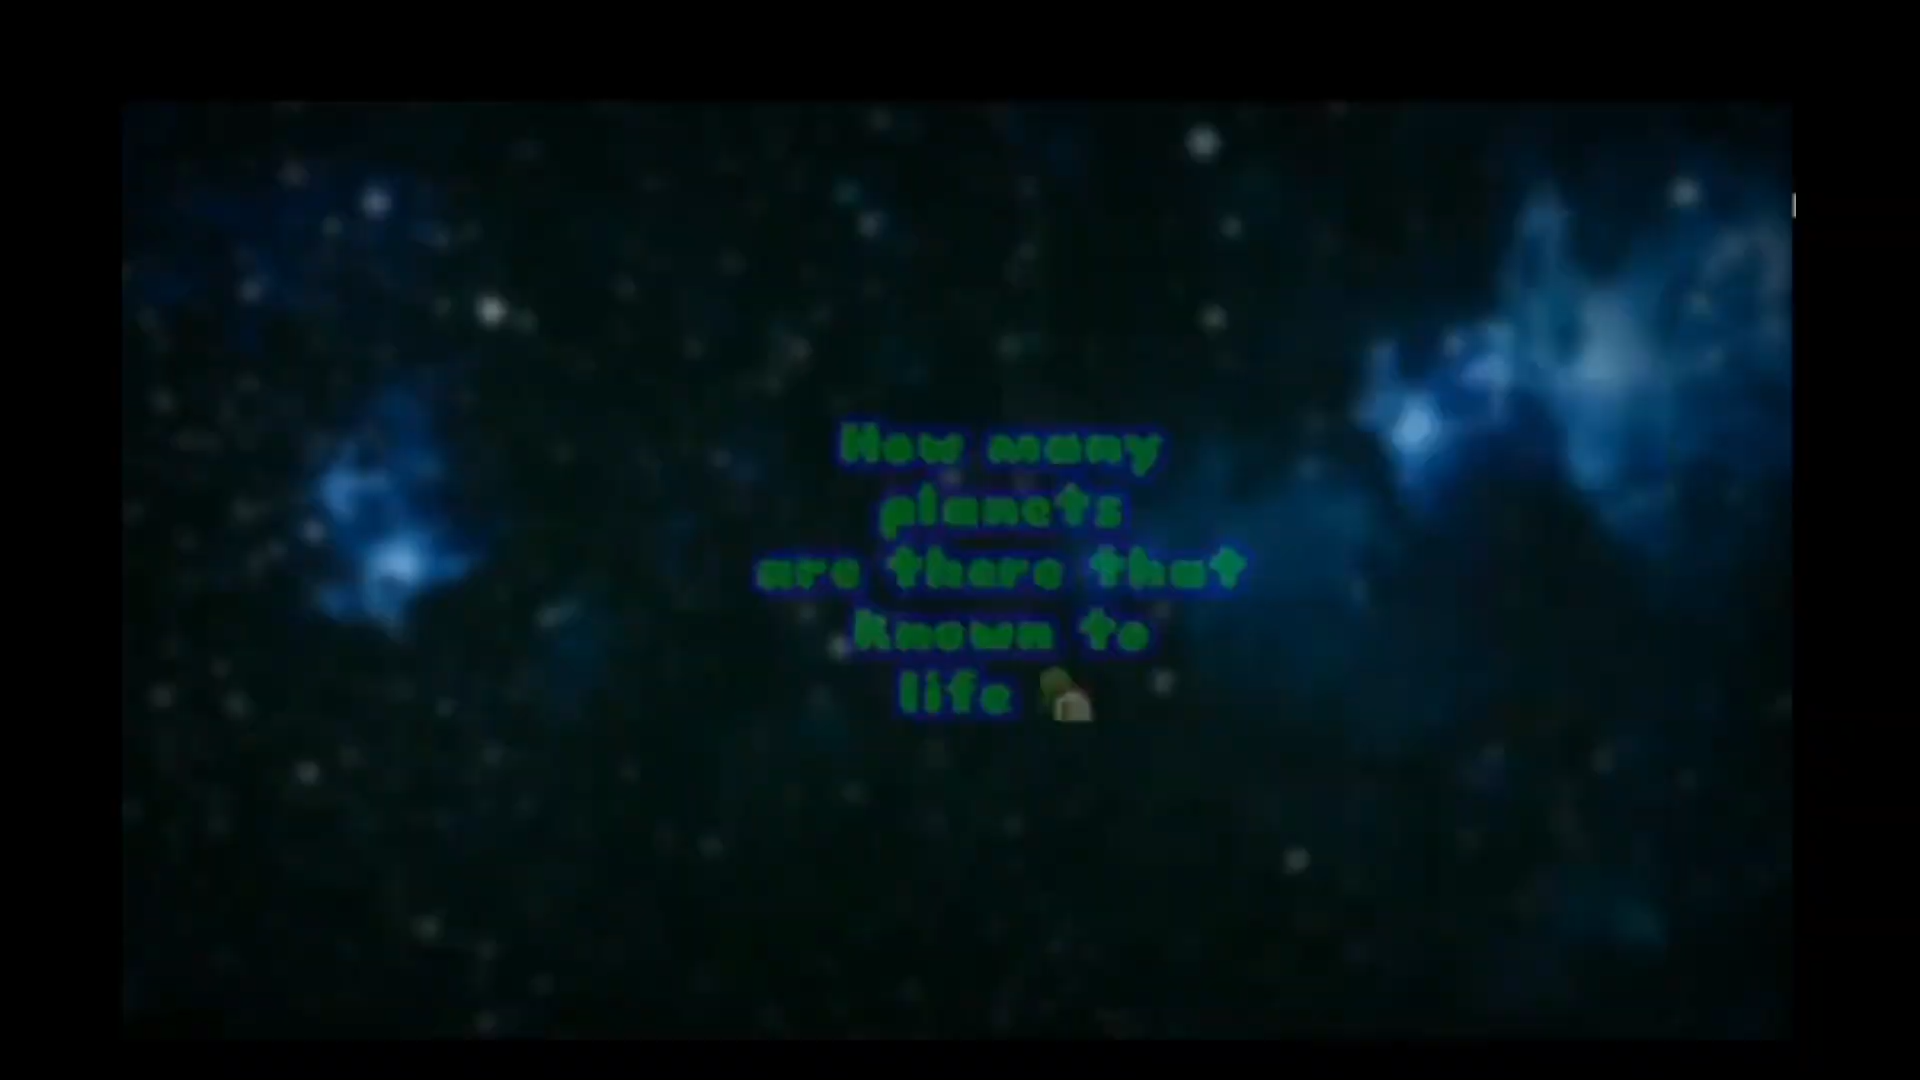 How many
planets
are there that
known to
life